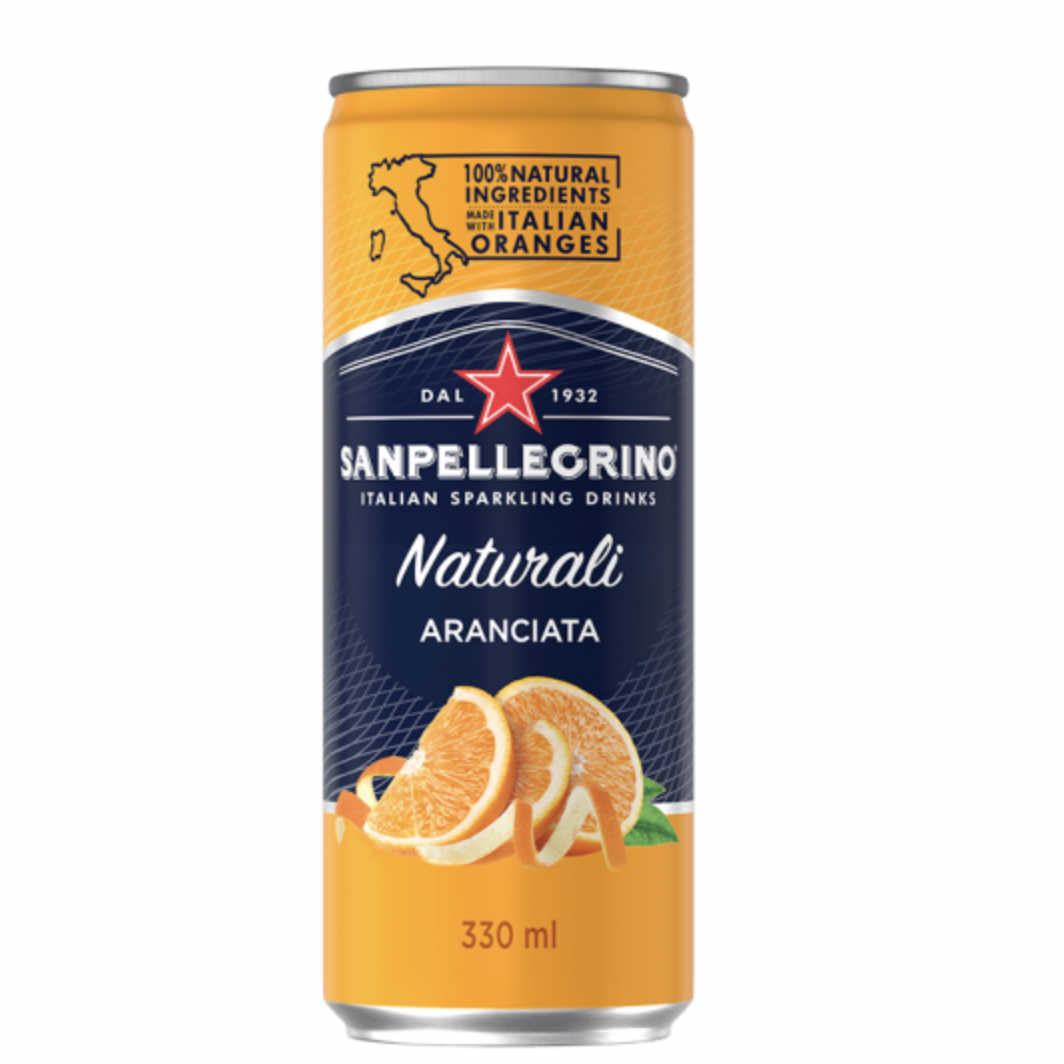 100% NATURAL
INGREDIENTS
MADE WITH ITALIAN
ORANGES
DAL 1932
SANPELLEGRINO
ITALIAN SPARKLING DRINKS
Naturali
ARANCIATA
330 ml